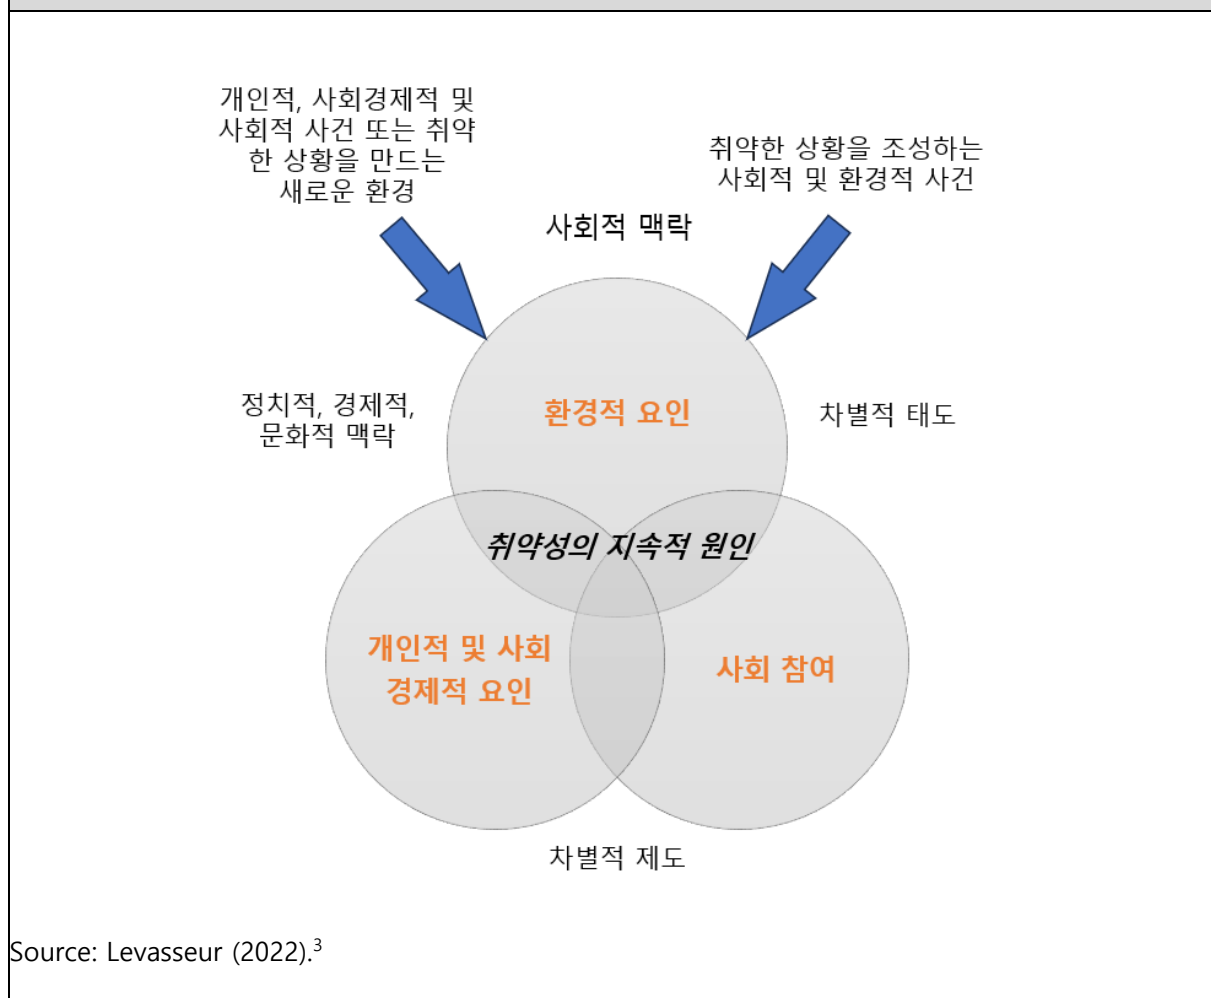 개인적, 사회경제적 및
사회적 사건 또는 취약
한 상황을 만드는
새로운 환경
취약한 상황을 조성하는
사회적 및 환경적 사건
사회적 맥락
정치적, 경제적,
문화적 맥락
환경적 요인
차별적 태도
취약성의 지속적 원인
개인적 및 사회
경제적 요인
사회 참여
차별적 제도
Source: Levasseur (2022).3